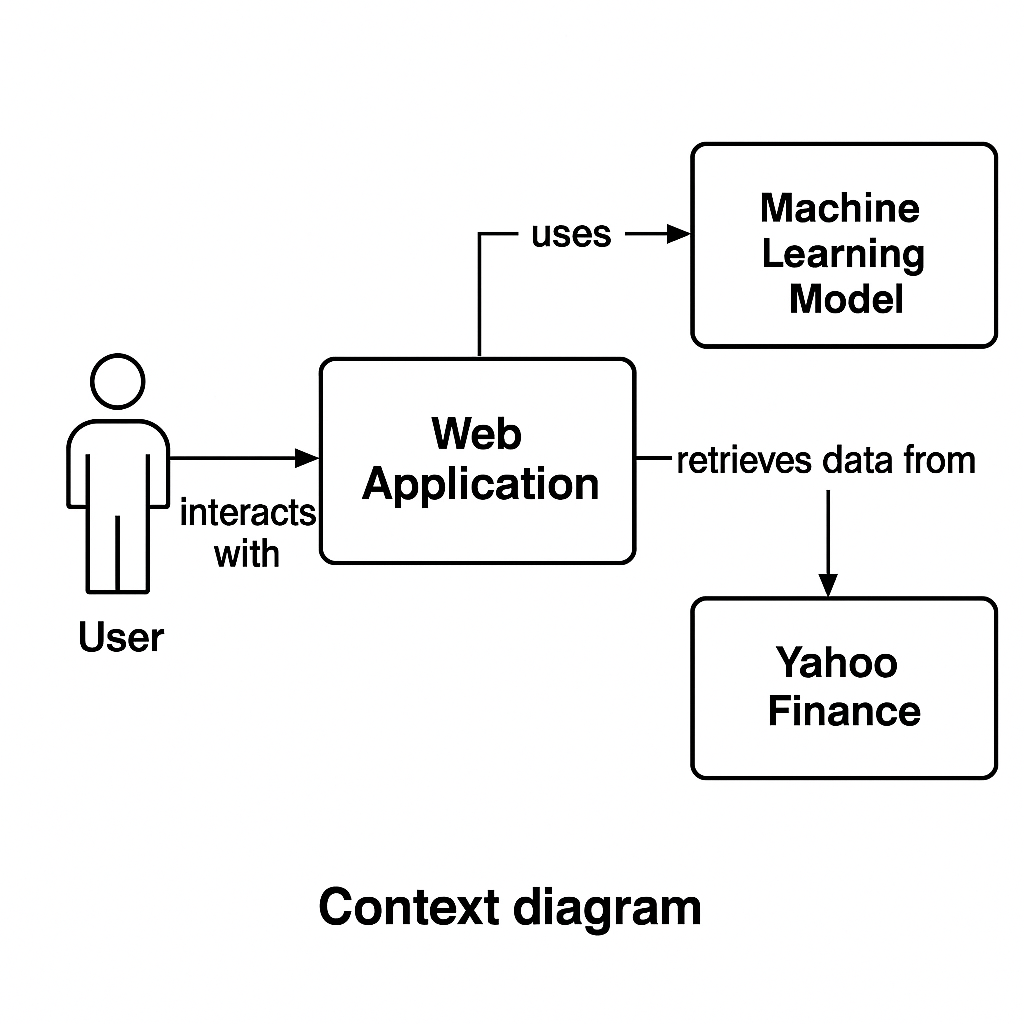 Machine
Learning
Model
uses
Web
Application
retrieves data from
interacts
with
User
Yahoo
Finance
Context diagram